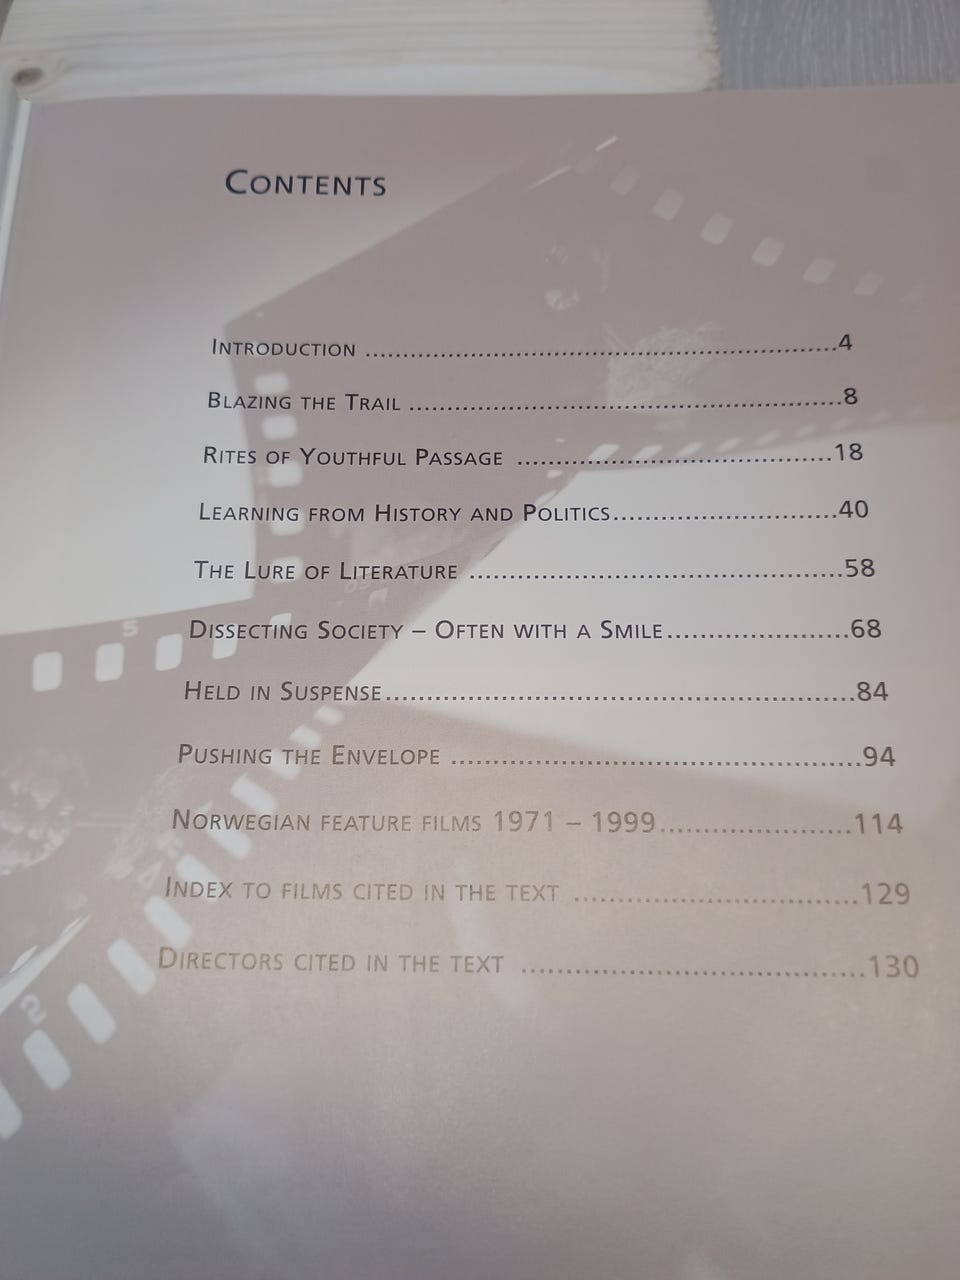 CONTENTS
INTRODUCTION ........................................................4
BLAZING THE TRAIL ...................................................8
RITES OF YOUTHFUL PASSAGE .....................................18
LEARNING FROM HISTORY AND POLITICS...........................40
THE LURE OF LITERATURE ...........................................58
DISSECTING SOCIETY – OFTEN WITH A SMILE......................68
HELD IN SUSPENSE.....................................................84
PUSHING THE ENVELOPE .............................................94
NORWEGIAN FEATURE FILMS 1971 – 1999......................114
INDEX TO FILMS CITED IN THE TEXT ..............................129
DIRECTORS CITED IN THE TEXT ....................................130
5
2